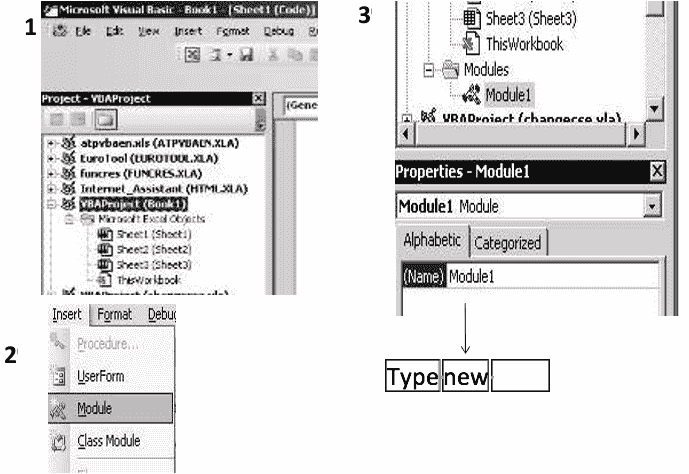 1
Microsoft Visual Basic - Book1 - [Sheet1 (Code)]
File Edit View Insert Format Debug
Project - VBAProject
(Gene
atpvbaen.xls (ATPVBAEN.XLA)
EuroTool (EUROTOOL.XLA)
funcres (FUNCRES.XLA)
Internet_Assistant (HTML.XLA)
VBAProject (Book1)
Microsoft Excel Objects
Sheet1 (Sheet1)
Sheet2 (Sheet2)
Sheet3 (Sheet3)
ThisWorkbook
2
Insert Format Debu
Procedure...
UserForm
Module
Class Module
3
Sheet3 (Sheet3)
ThisWorkbook
Modules
Module1
VBAProject (changecse.xla)
Properties - Module1
Module1 Module
Alphabetic Categorized
(Name) Module1
Type new